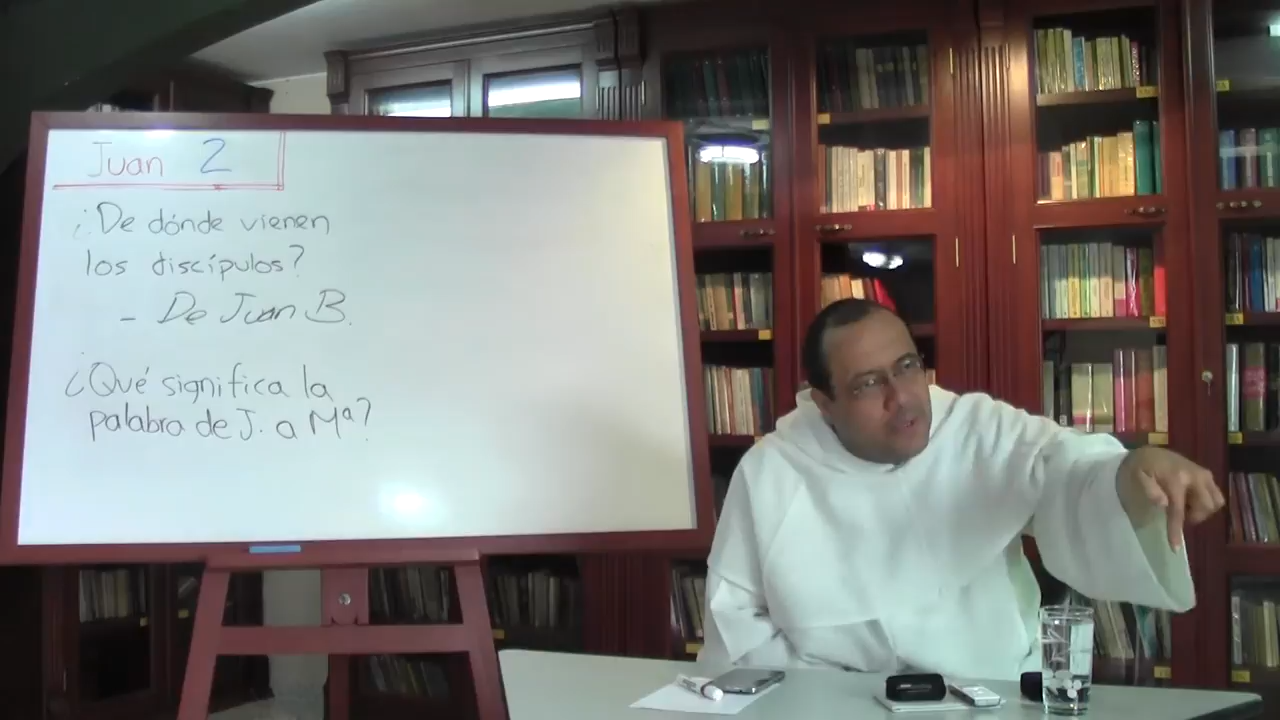 Juan 2
¿De dónde vienen
los discípulos?
- De Juan B.
¿Qué significa la
palabra de J. a Mª?